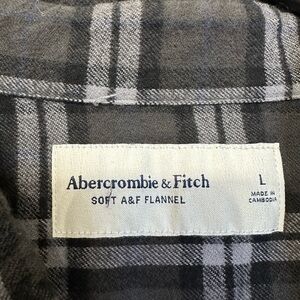 Abercrombie & Fitch
SOFT A&F FLANNEL
L
MADE IN
CAMBODIA